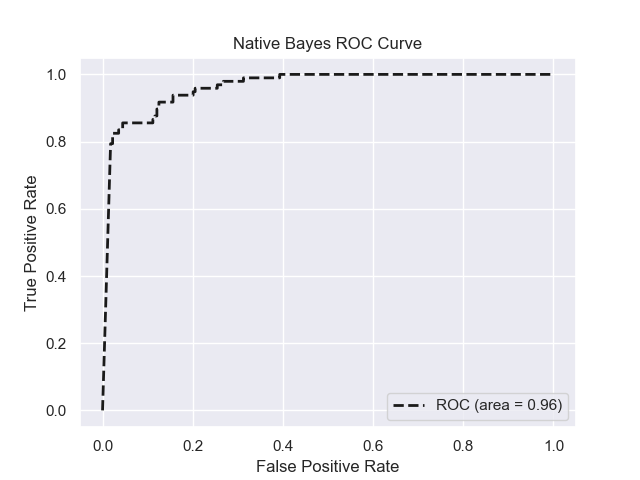 Native Bayes ROC Curve
True Positive Rate
1.0
0.8
0.6
0.4
0.2
0.0
ROC (area = 0.96)
0.0 0.2 0.4 0.6 0.8 1.0
False Positive Rate